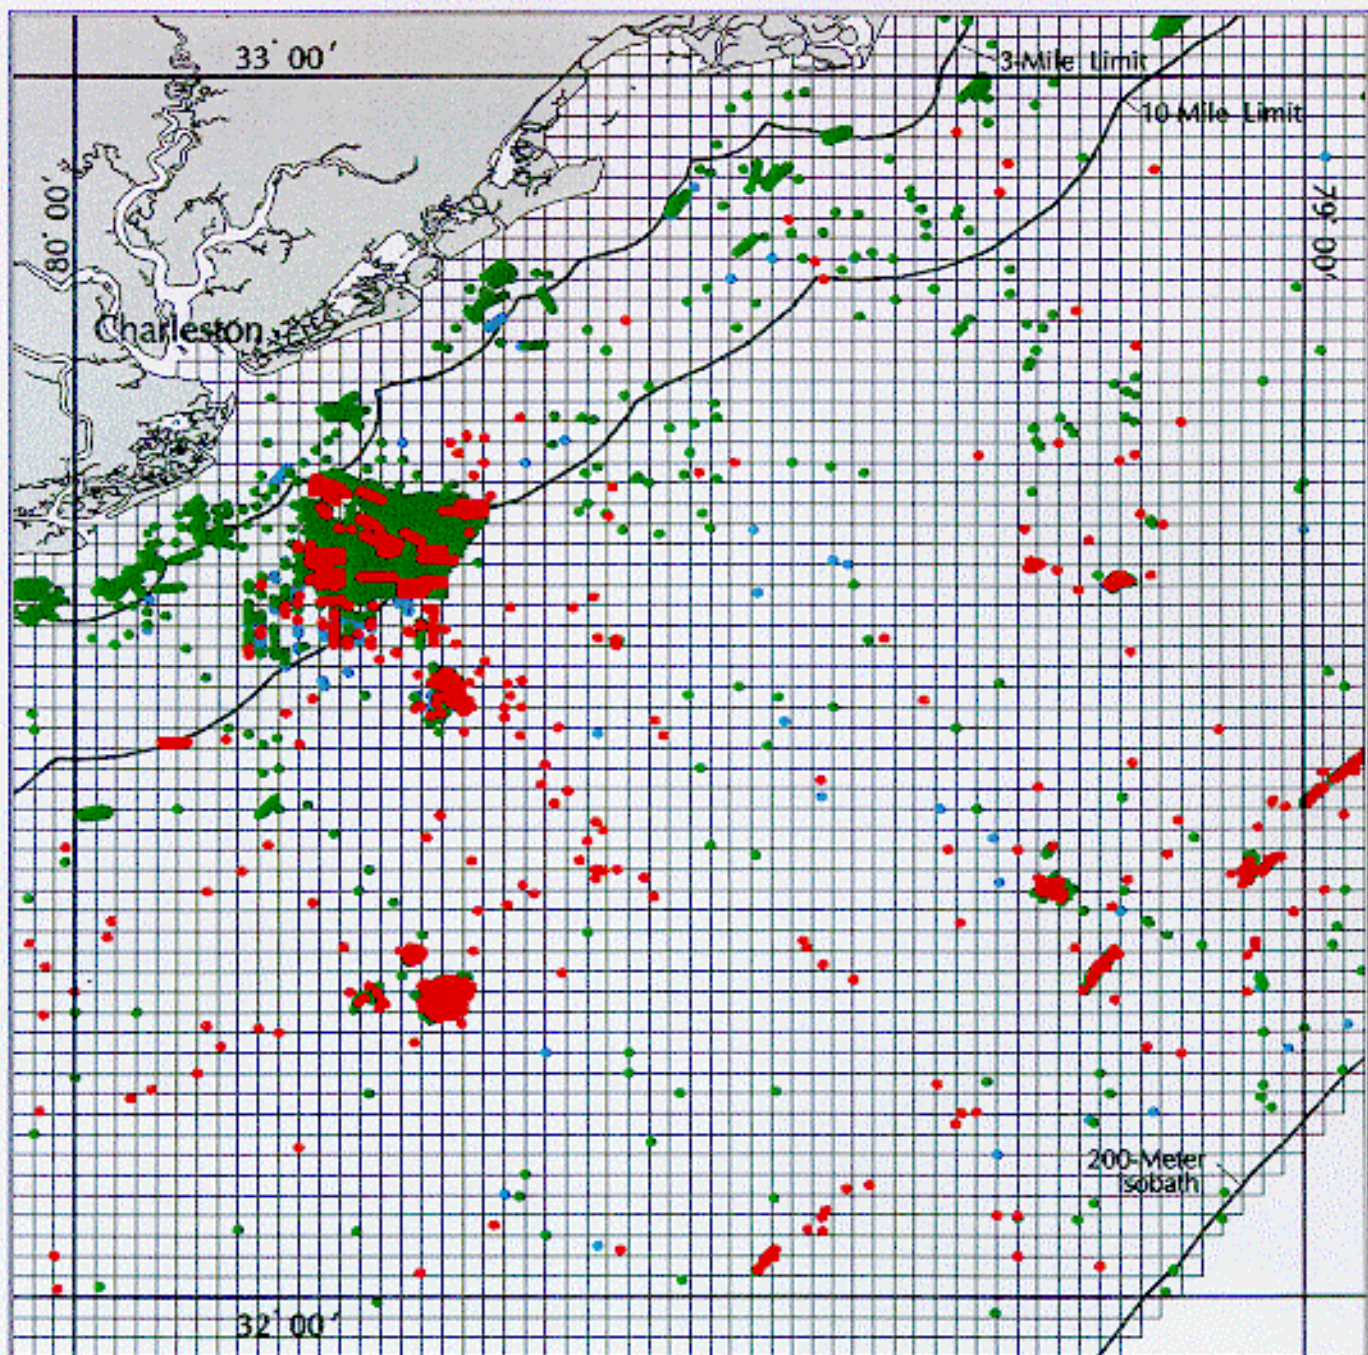 33° 00′
3-Mile Limit
10-Mile Limit
80° 00′
79° 00′
Charleston
200-Meter
Isobath
32° 00′